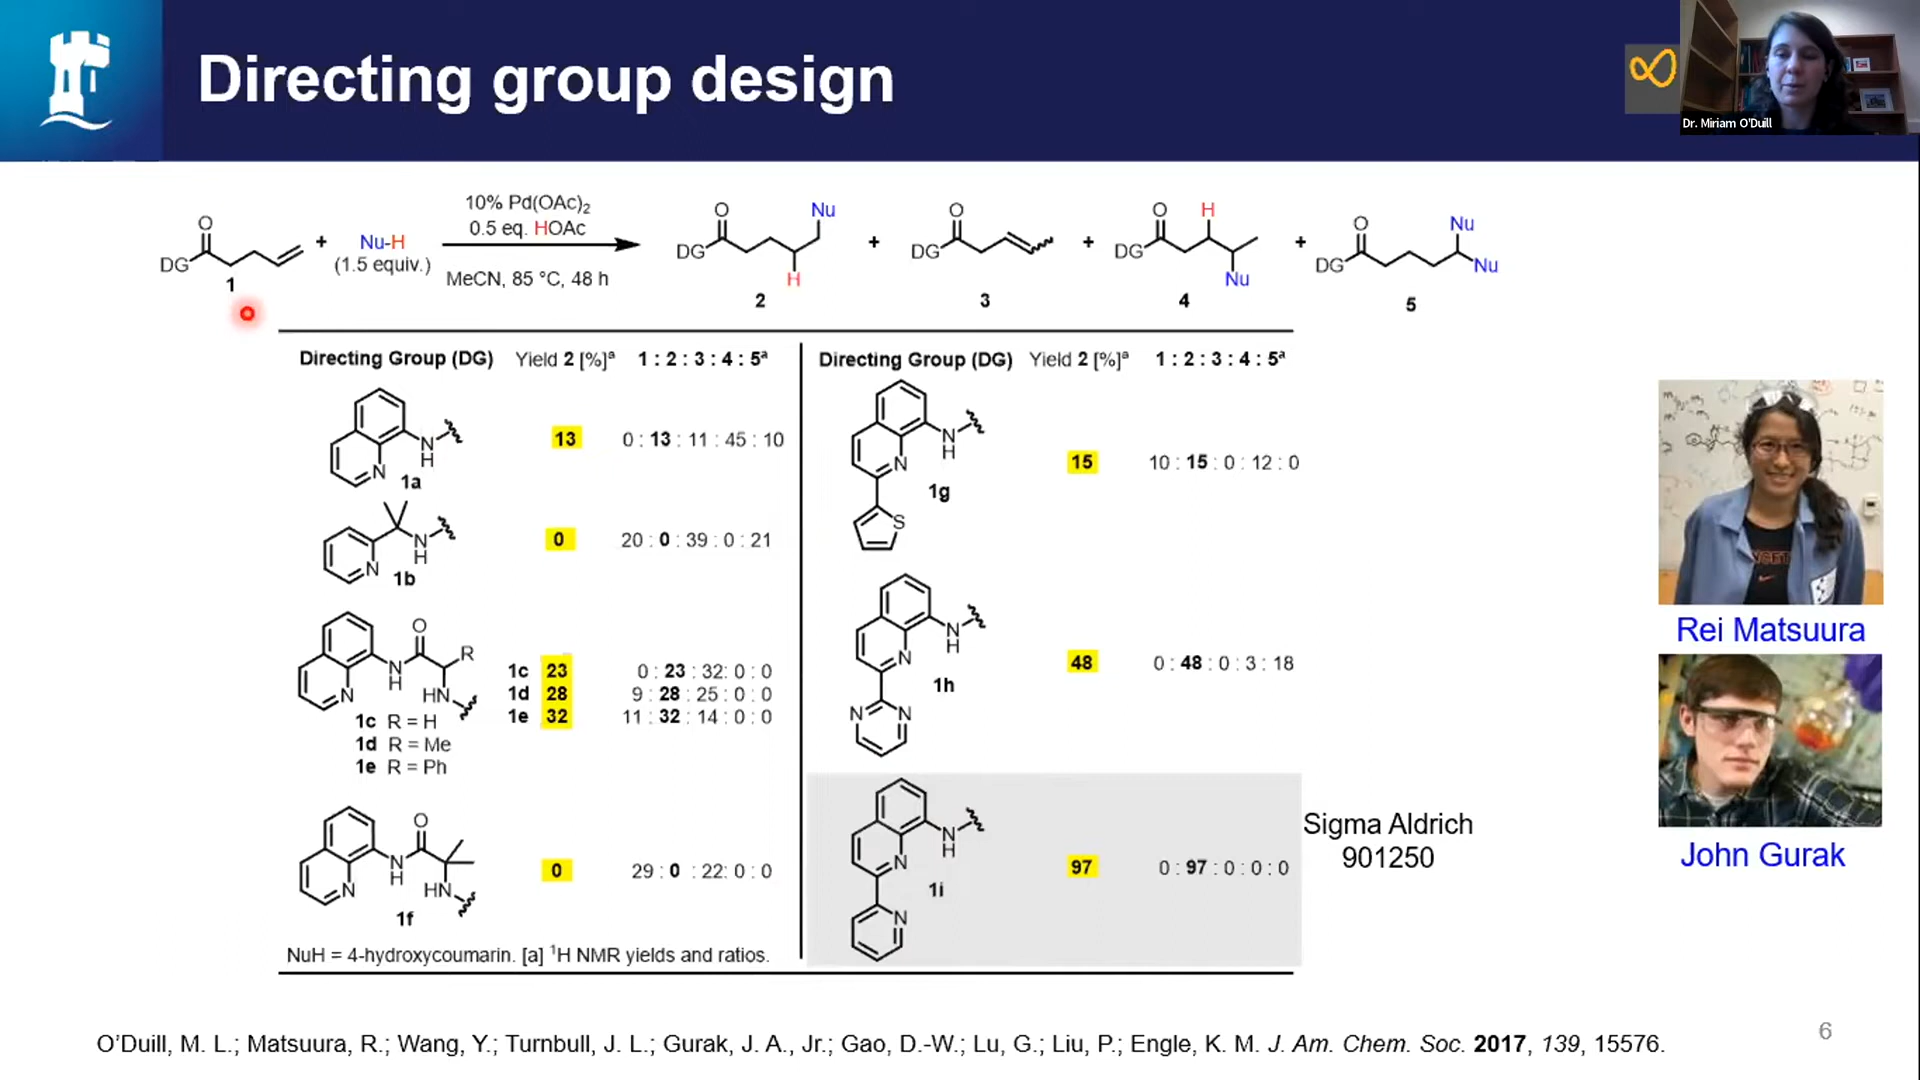 Directing group design
Dr. Miriam O'Duill
O
DG
1
+
Nu-H
(1.5 equiv.)
10% Pd(OAc)2
0.5 eq. HOAc
MeCN, 85 °C, 48 h
O
Nu
DG
H
2
+
O
DG
3
+
O
H
DG
Nu
4
+
O
Nu
DG
Nu
5
Directing Group (DG) Yield 2 [%]a 1 : 2 : 3 : 4 : 5a
N
N
H
1a
13 0 : 13 : 11 : 45 : 10
N
NH
1b
0 20 : 0 : 39 : 0 : 21
O
R
N
H
HN
N
1c R = H
1d R = Me
1e R = Ph
1c 23 0 : 23 : 32: 0 : 0
1d 28 9 : 28 : 25 : 0 : 0
1e 32 11 : 32 : 14 : 0 : 0
O
N
H
HN
N
1f
0 29 : 0 : 22: 0 : 0
NuH = 4-hydroxycoumarin. [a] 1H NMR yields and ratios.
Directing Group (DG) Yield 2 [%]a 1 : 2 : 3 : 4 : 5a
N
H
N
S
1g
15 10 : 15 : 0 : 12 : 0
N
H
N
N N
1h
48 0 : 48 : 0 : 3 : 18
N
H
N
N
1i
97 0 : 97 : 0 : 0 : 0
Sigma Aldrich
901250
Rei Matsuura
John Gurak
O'Duill, M. L.; Matsuura, R.; Wang, Y.; Turnbull, J. L.; Gurak, J. A., Jr.; Gao, D.-W.; Lu, G.; Liu, P.; Engle, K. M. J. Am. Chem. Soc. 2017, 139, 15576.
6